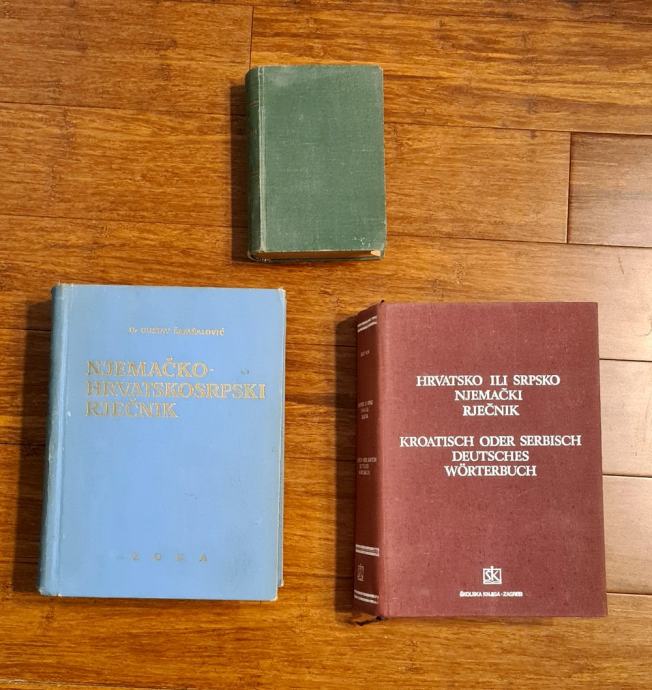 Dr GUSTAV ŠAMŠALOVIĆ
NJEMAČKO-
HRVATSKOSRPSKI
RJEČNIK
ZORA
HRVATSKO ILI SRPSKO
NJEMAČKI
RJEČNIK
KROATISCH ODER SERBISCH
DEUTSCHES
WÖRTERBUCH
ŠK
ŠKOLSKA KNJIGA - ZAGREB